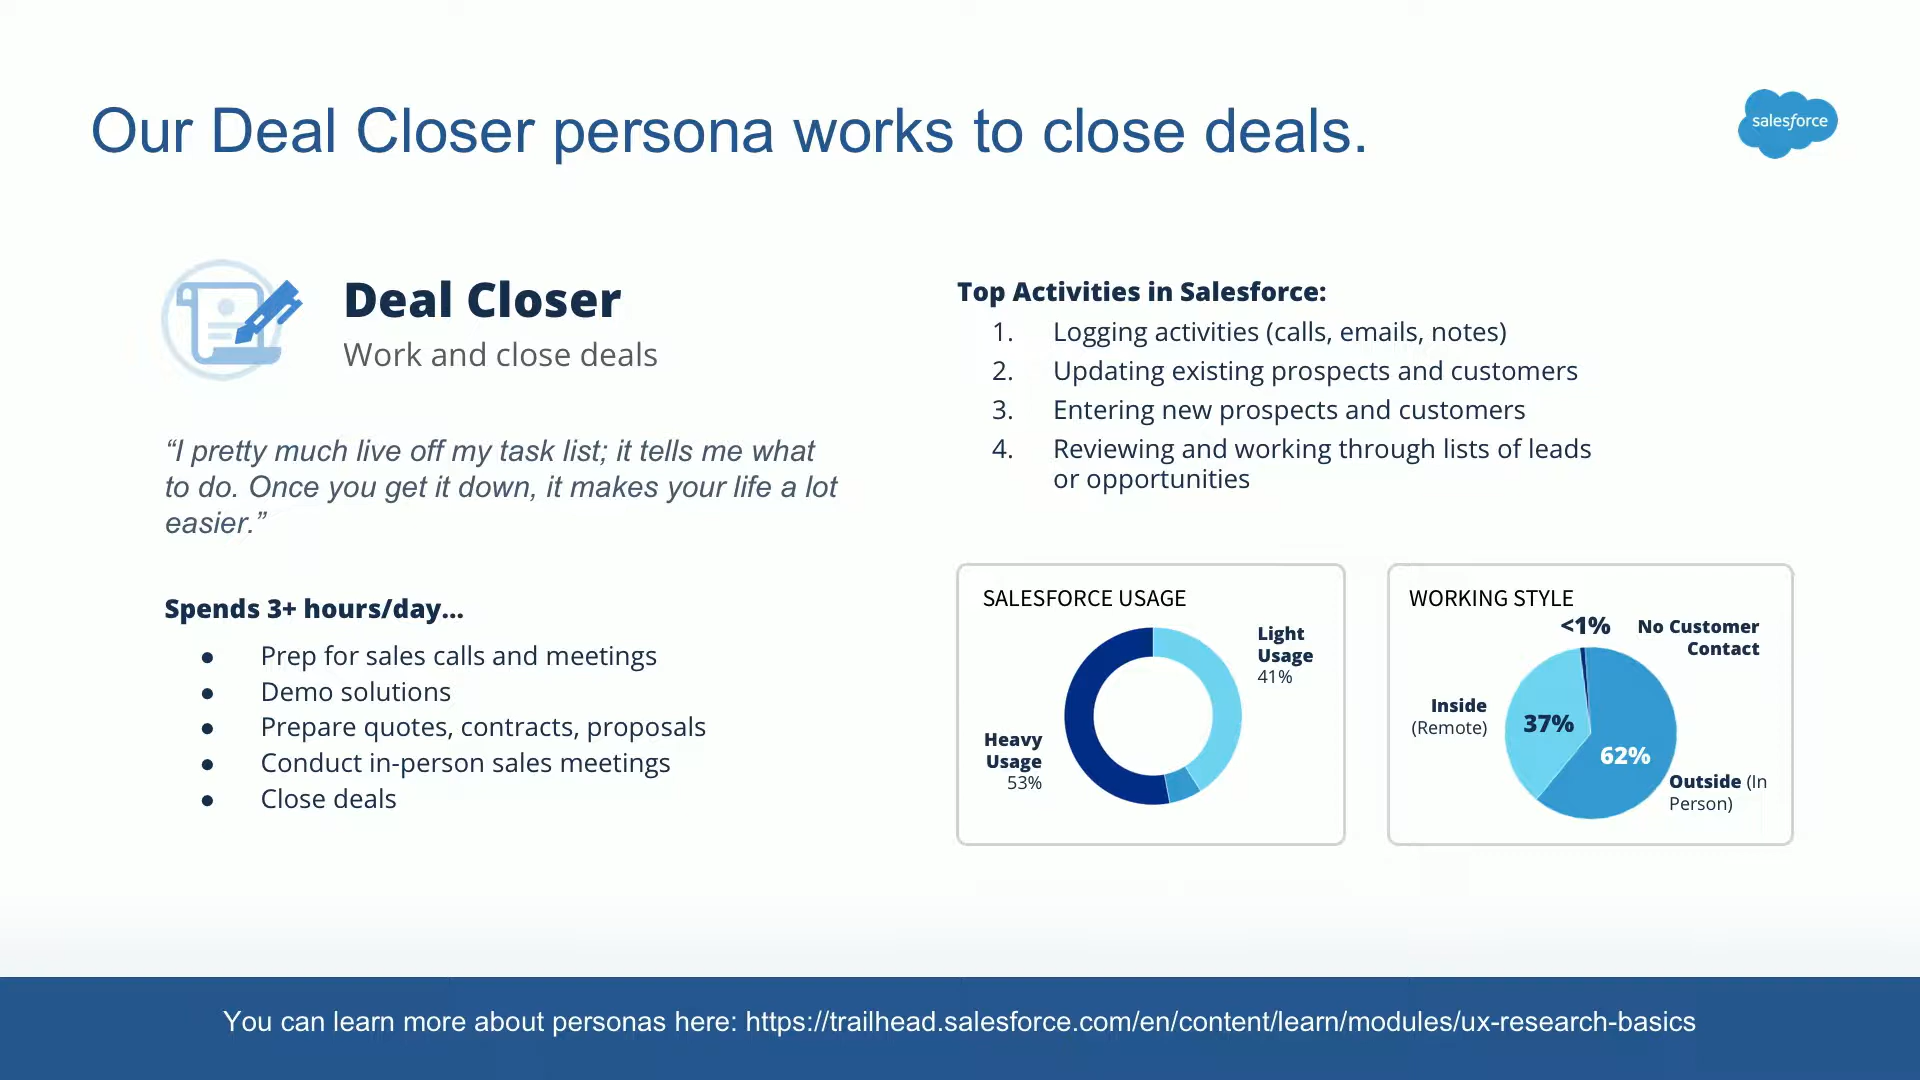 Our Deal Closer persona works to close deals.
salesforce
Deal Closer
Work and close deals
“I pretty much live off my task list; it tells me what
to do. Once you get it down, it makes your life a lot
easier.”
Spends 3+ hours/day...
● Prep for sales calls and meetings
● Demo solutions
● Prepare quotes, contracts, proposals
● Conduct in-person sales meetings
● Close deals
Top Activities in Salesforce:
1. Logging activities (calls, emails, notes)
2. Updating existing prospects and customers
3. Entering new prospects and customers
4. Reviewing and working through lists of leads
or opportunities
SALESFORCE USAGE
Light
Usage
41%
Heavy
Usage
53%
WORKING STYLE
<1%
No Customer
Contact
Inside
(Remote)
37%
62%
Outside (In
Person)
You can learn more about personas here: https://trailhead.salesforce.com/en/content/learn/modules/ux-research-basics